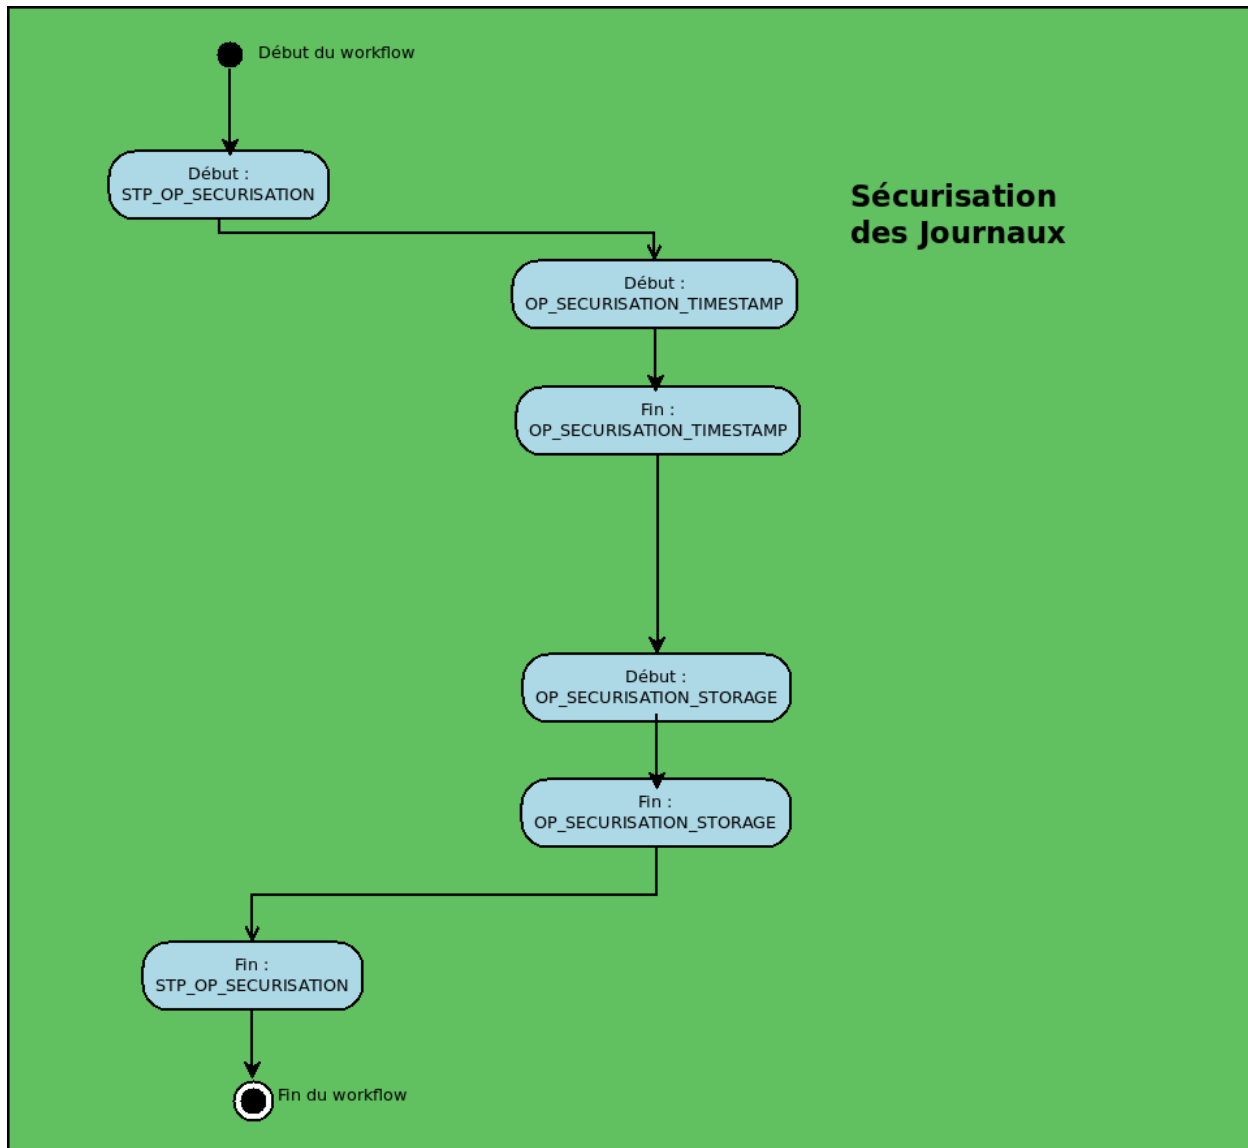 Début du workflow
Début :
STP_OP_SECURISATION
Sécurisation
des Journaux
Début :
OP_SECURISATION_TIMESTAMP
Fin :
OP_SECURISATION_TIMESTAMP
Début :
OP_SECURISATION_STORAGE
Fin :
OP_SECURISATION_STORAGE
Fin :
STP_OP_SECURISATION
Fin du workflow